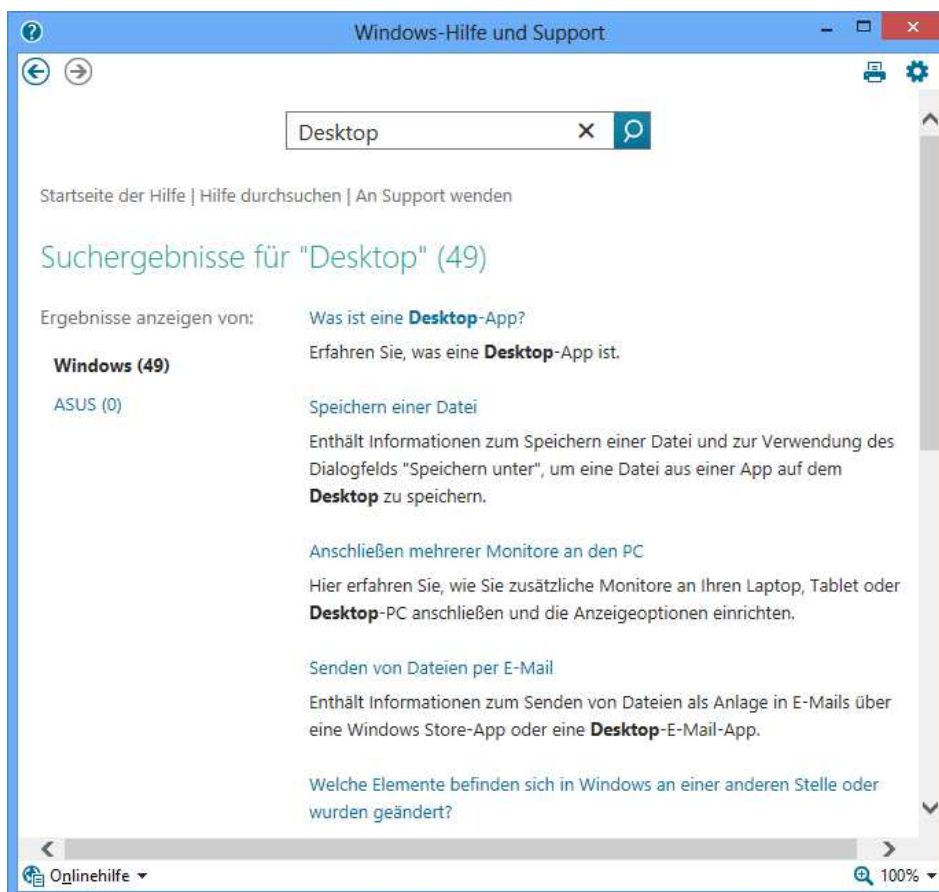 Windows-Hilfe und Support
Desktop
Startseite der Hilfe | Hilfe durchsuchen | An Support wenden
Suchergebnisse für "Desktop" (49)
Ergebnisse anzeigen von:
Windows (49)
ASUS (0)
Was ist eine Desktop-App?
Erfahren Sie, was eine Desktop-App ist.
Speichern einer Datei
Enthält Informationen zum Speichern einer Datei und zur Verwendung des
Dialogfelds "Speichern unter", um eine Datei aus einer App auf dem
Desktop zu speichern.
Anschließen mehrerer Monitore an den PC
Hier erfahren Sie, wie Sie zusätzliche Monitore an Ihren Laptop, Tablet oder
Desktop-PC anschließen und die Anzeigeoptionen einrichten.
Senden von Dateien per E-Mail
Enthält Informationen zum Senden von Dateien als Anlage in E-Mails über
eine Windows Store-App oder eine Desktop-E-Mail-App.
Welche Elemente befinden sich in Windows an einer anderen Stelle oder
wurden geändert?
Onlinehilfe
100%